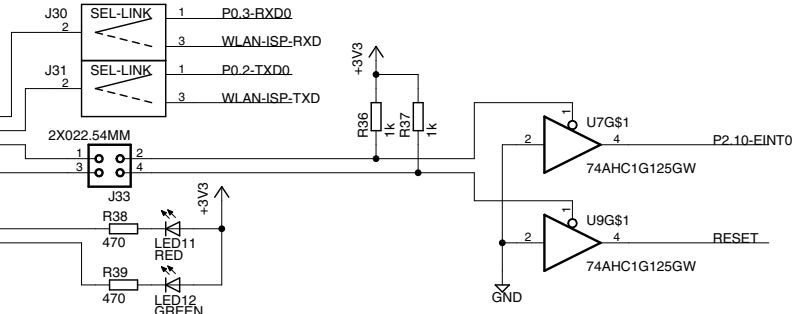 J30
SEL-LINK
1
P0.3-RXD0
2
3
WLAN-ISP-RXD
J31
SEL-LINK
1
P0.2-TXD0
2
3
WLAN-ISP-TXD
+3V3
R36
1k
R37
1k
2X022.54MM
1
2
3
4
J33
1
U7G$1
2
4
P2.10-EINT0
74AHC1G125GW
1
U9G$1
2
4
RESET
74AHC1G125GW
GND
+3V3
R38
470
LED11
RED
R39
470
LED12
GREEN